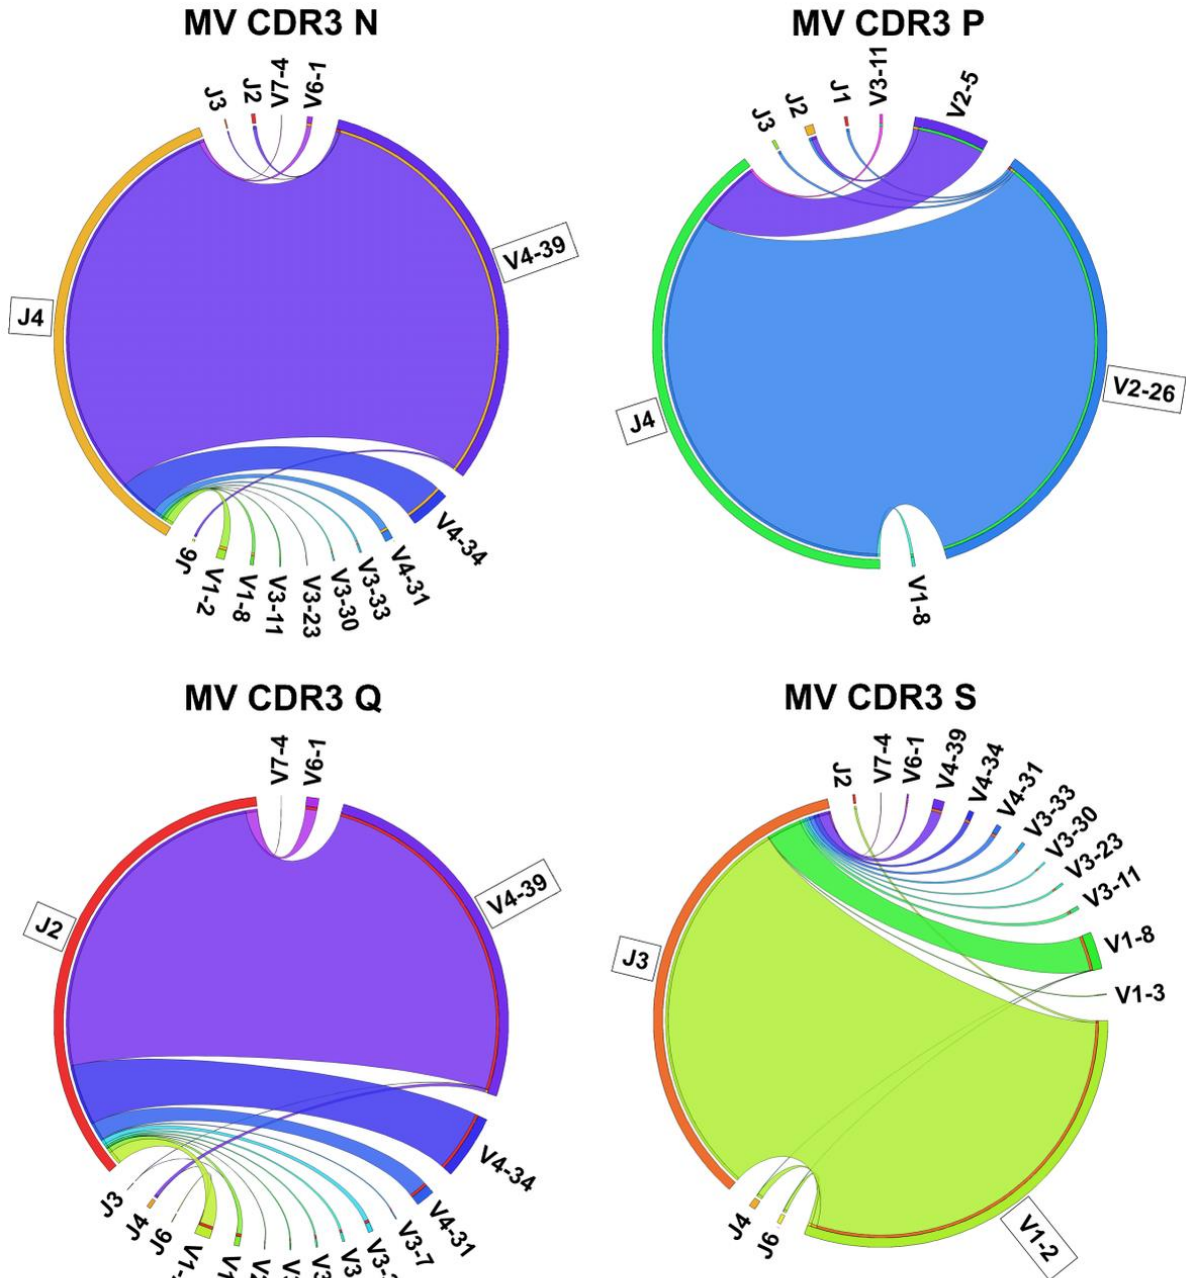 MV CDR3 N
J3
J2
V7-4
V6-1
V4-39
J4
V4-34
V4-31
V3-33
V3-30
V3-23
V3-11
V1-8
V1-2
J6
MV CDR3 P
J3
J2
J1
V3-11
V2-5
V2-26
J4
V1-8
MV CDR3 Q
V7-4
V6-1
V4-39
J2
V4-34
V4-31
V3-7
J3
J4
J6
MV CDR3 S
J2
V7-4
V6-1
V4-39
V4-34
V4-31
V3-33
V3-30
V3-23
V3-11
V1-8
V1-3
J3
V1-2
J4
J6